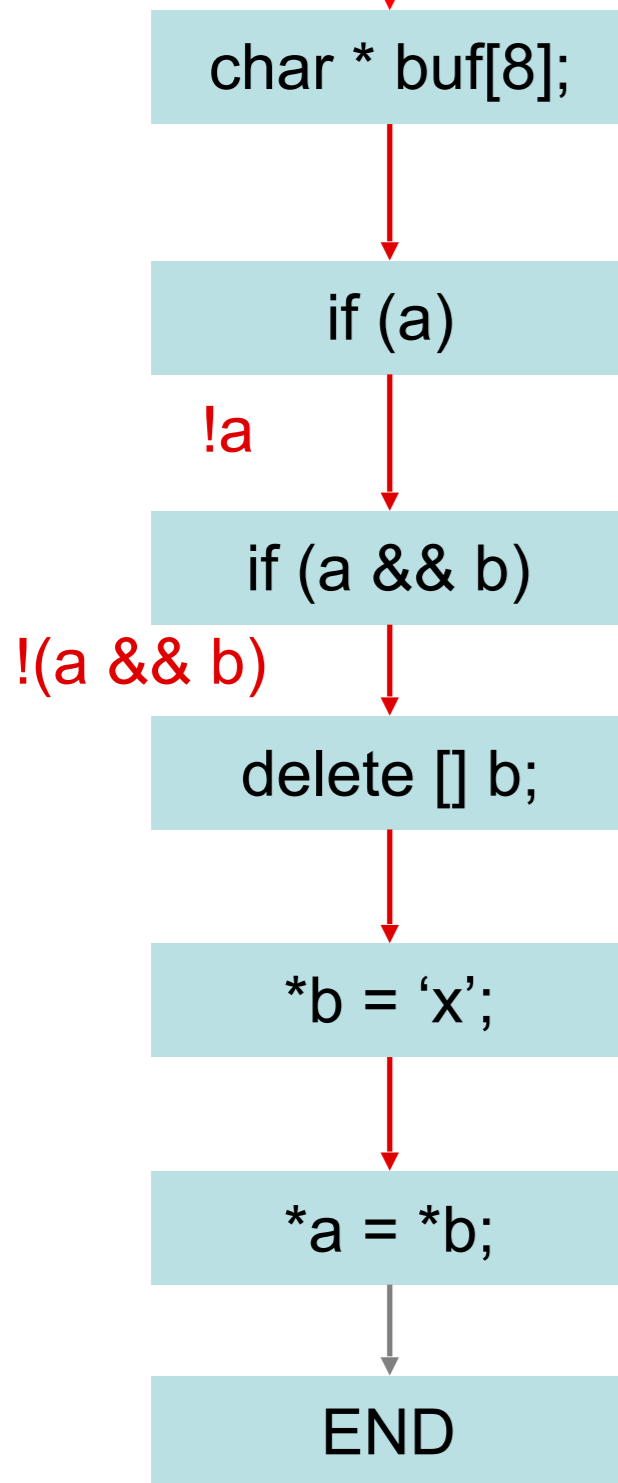 char * buf[8];
if (a)
!a
if (a && b)
!(a && b)
delete [] b;
*b = ‘x’;
*a = *b;
END